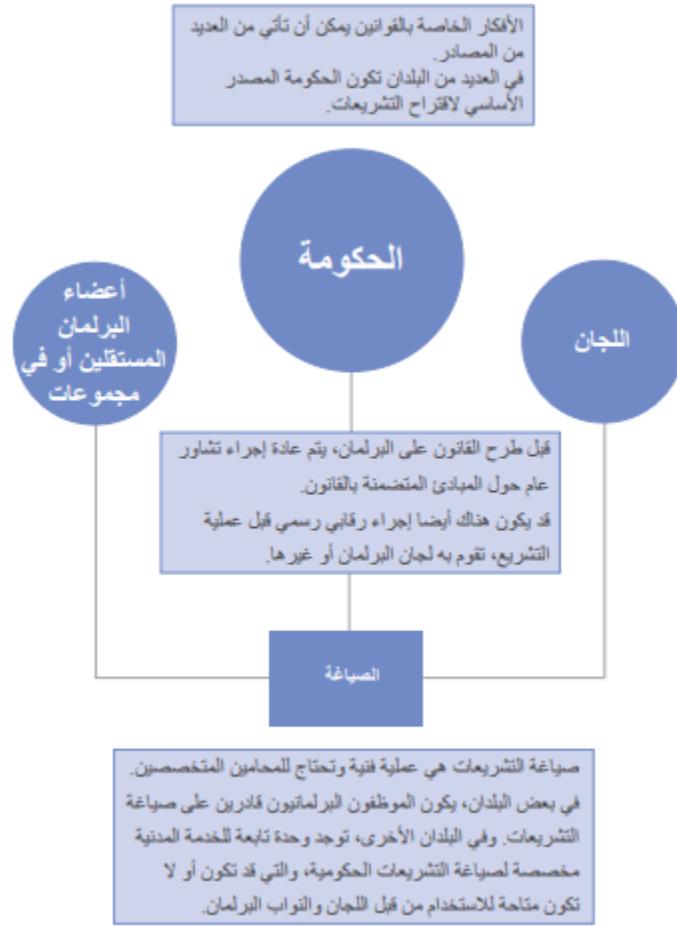 الأفكار الخاصة بالقوانين يمكن أن تأتي من العديد
من المصادر.
في العديد من البلدان تكون الحكومة المصدر
الأساسي لاقتراح التشريعات.
الحكومة
أعضاء
البرلمان
المستقلين أو في
مجموعات
اللجان
قبل طرح القانون على البرلمان، يتم عادة إجراء تشاور
عام حول المبادئ المتضمنة بالقانون.
قد يكون هناك أيضا إجراء رقابي رسمي قبل عملية
التشريع، تقوم به لجان البرلمان أو غيرها.
الصياغة
صياغة التشريعات هي عملية فنية وتحتاج للمحامين المتخصصين.
في بعض البلدان، يكون الموظفون البرلمانيون قادرين على صياغة
التشريعات. وفي البلدان الأخرى، توجد وحدة تابعة للخدمة المدنية
مخصصة لصياغة التشريعات الحكومية، والتي قد تكون أو لا
تكون متاحة للاستخدام من قبل اللجان والنواب البرلمان.